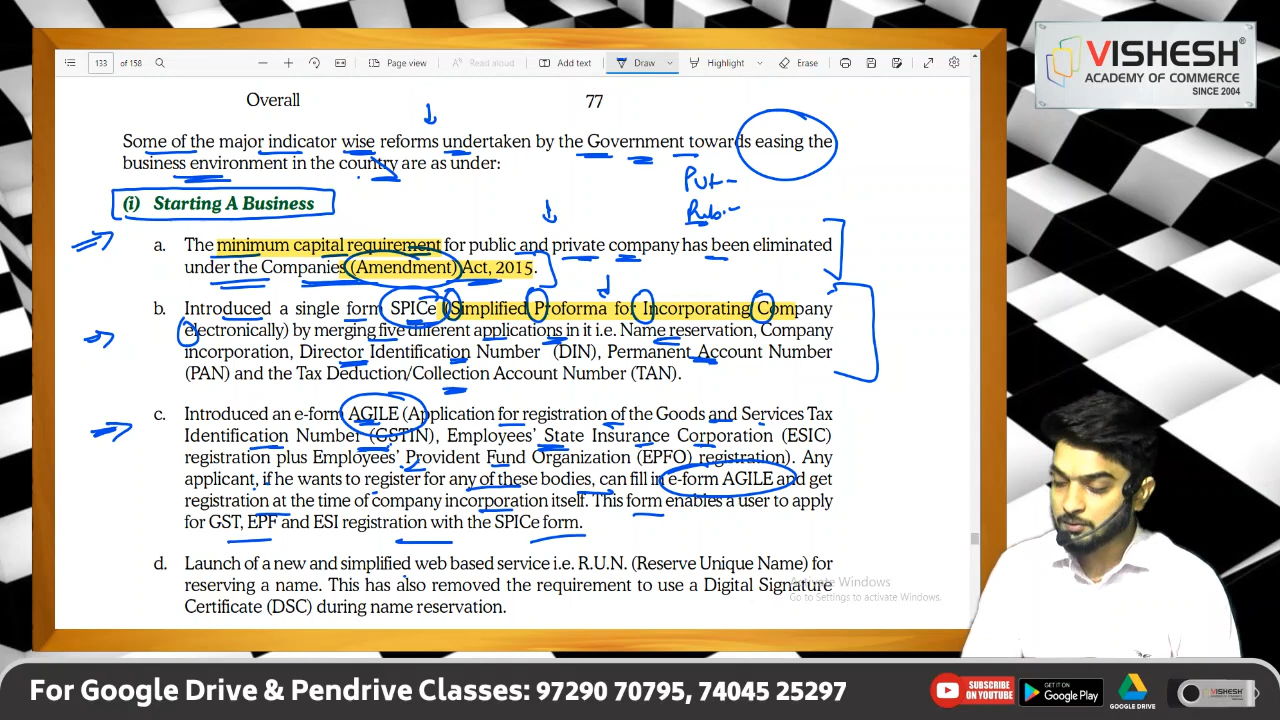 VISHESH®
ACADEMY OF COMMERCE
SINCE 2004
133 of 158
Page view
Read aloud
Add text
Draw
Highlight
Erase
Overall 77
Some of the major indicator wise reforms undertaken by the Government towards easing the
business environment in the country are as under:
(i) Starting A Business
a. The minimum capital requirement for public and private company has been eliminated
under the Companies (Amendment) Act, 2015.
b. Introduced a single form SPICe (Simplified Proforma for Incorporating Company
electronically) by merging five different applications in it i.e. Name reservation, Company
incorporation, Director Identification Number (DIN), Permanent Account Number
(PAN) and the Tax Deduction/Collection Account Number (TAN).
c. Introduced an e-form AGILE (Application for registration of the Goods and Services Tax
Identification Number (GSTIN), Employees' State Insurance Corporation (ESIC)
registration plus Employees' Provident Fund Organization (EPFO) registration). Any
applicant, if he wants to register for any of these bodies, can fill in e-form AGILE and get
registration at the time of company incorporation itself. This form enables a user to apply
for GST, EPF and ESI registration with the SPICe form.
d. Launch of a new and simplified web based service i.e. R.U.N. (Reserve Unique Name) for
reserving a name. This has also removed the requirement to use a Digital Signature
Certificate (DSC) during name reservation.
Activate Windows
Go to Settings to activate Windows.
For Google Drive & Pendrive Classes: 97290 70795, 74045 25297
SUBSCRIBE
ON YOUTUBE
GET IT ON
Google Play
GOOGLE DRIVE
VISHESH